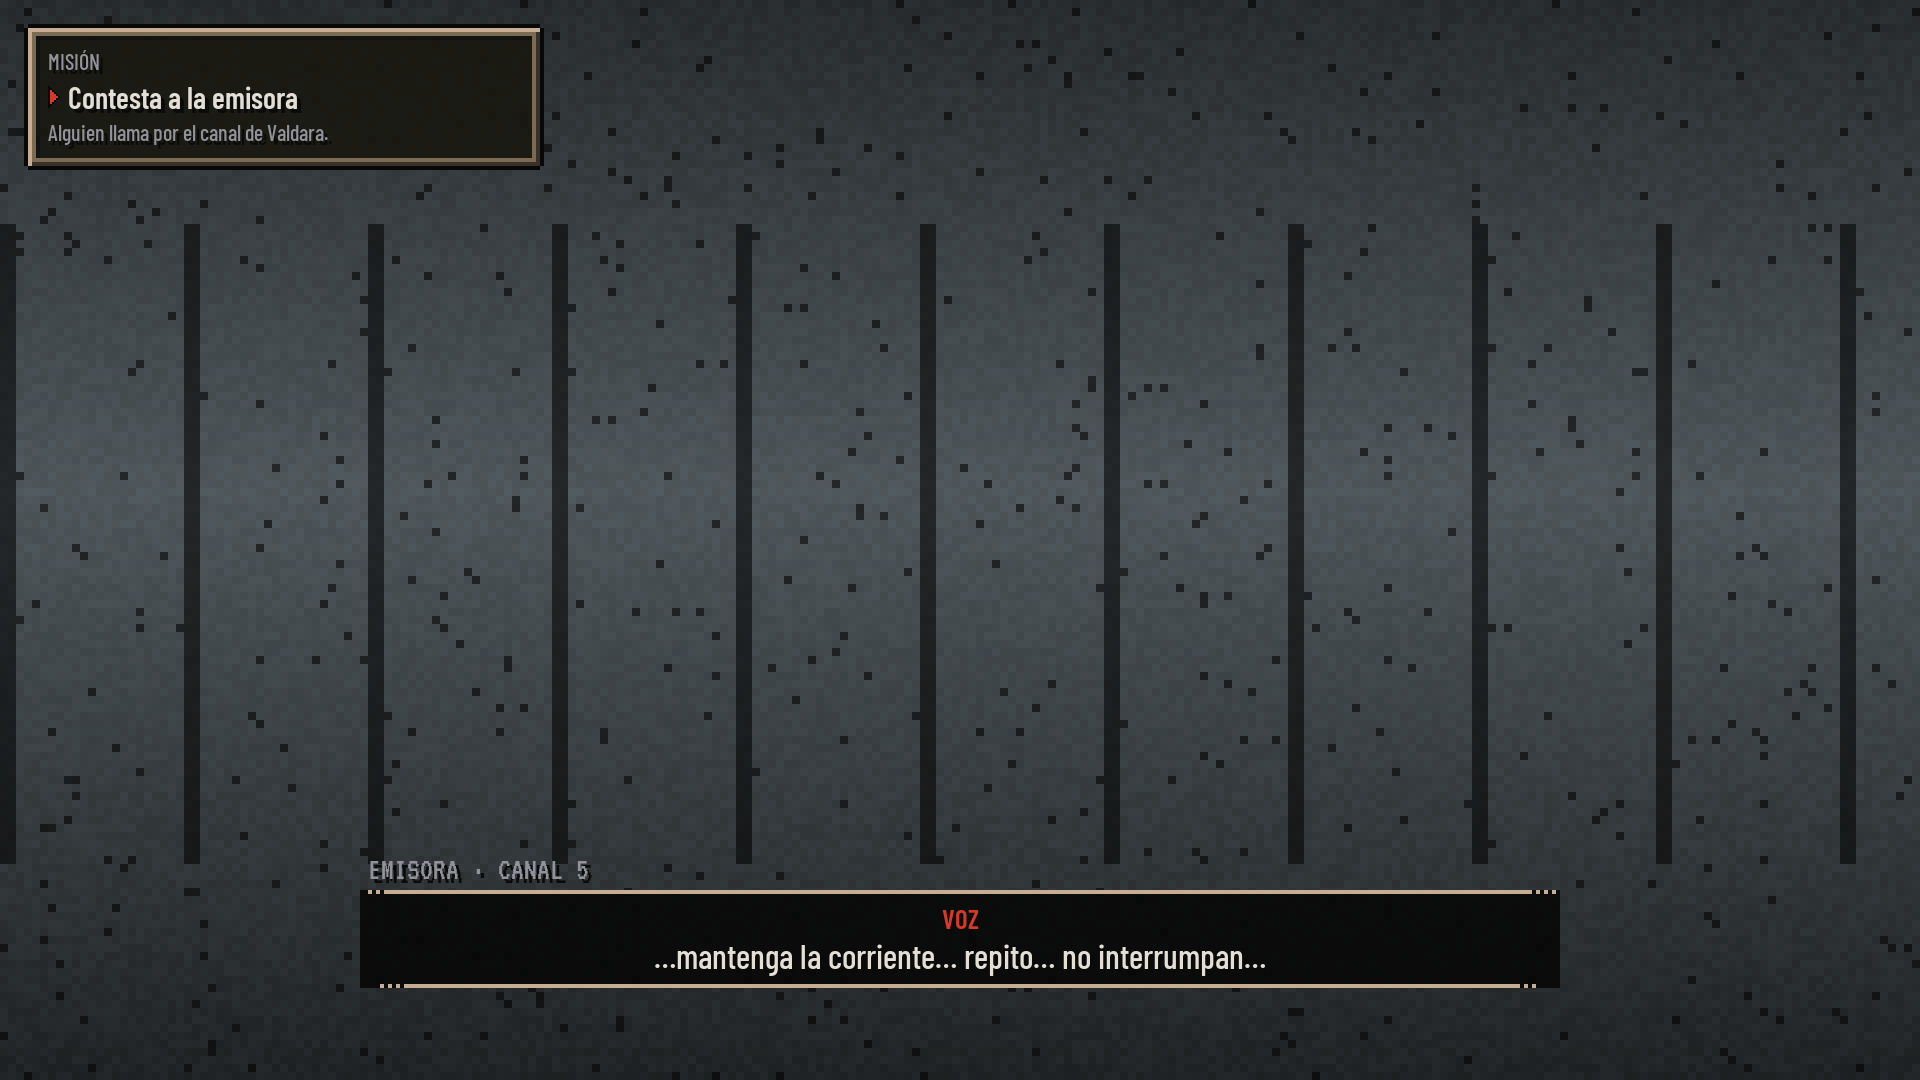 MISIÓN
Contesta a la emisora
Alguien llama por el canal de Valdara.
EMISORA · CANAL 5
VOZ
...mantenga la corriente... repito... no interrumpan...